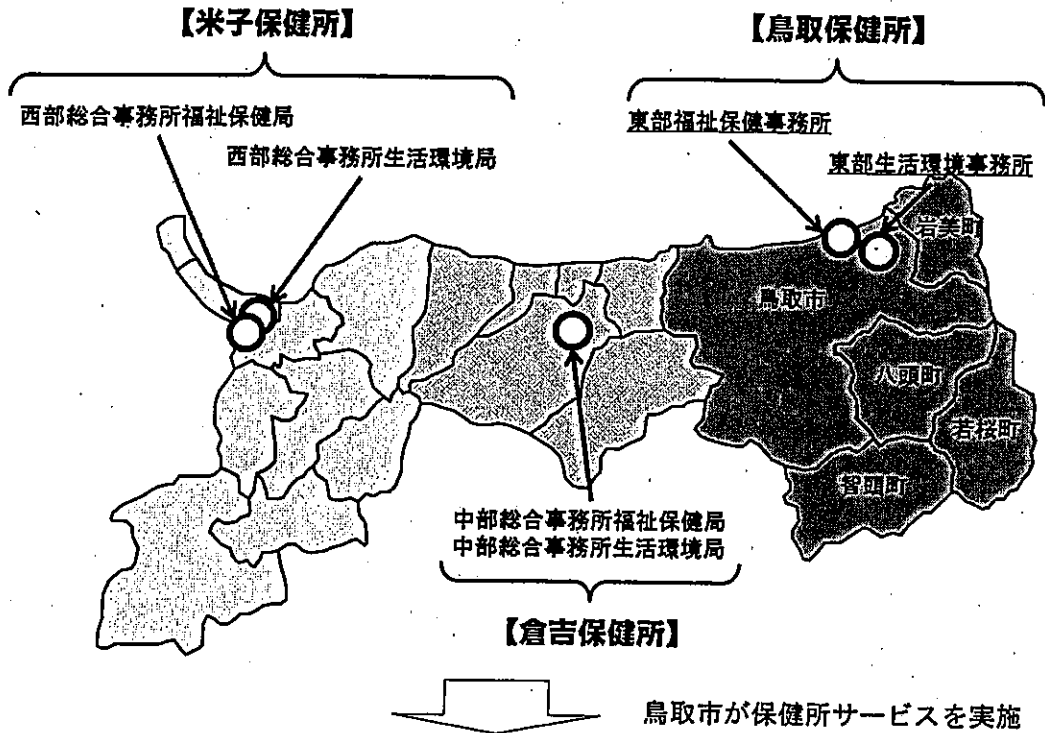 【米子保健所】
西部総合事務所福祉保健局
西部総合事務所生活環境局
【鳥取保健所】
東部福祉保健事務所
東部生活環境事務所
岩美町
鳥取市
八頭町
若桜町
智頭町
中部総合事務所福祉保健局
中部総合事務所生活環境局
【倉吉保健所】
鳥取市が保健所サービスを実施